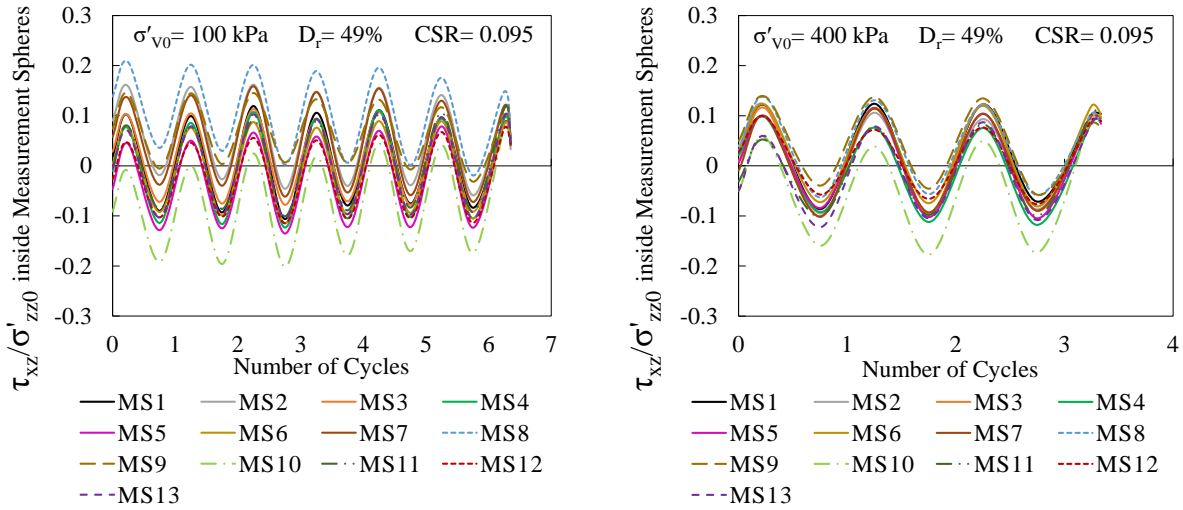 τxz/σ'zz0 inside Measurement Spheres
0.3
0.2
0.1
0
-0.1
-0.2
-0.3
σ'V0= 100 kPa Dr= 49% CSR= 0.095
0 1 2 3 4 5 6 7
Number of Cycles
MS1 MS2 MS3 MS4
MS5 MS6 MS7 MS8
MS9 MS10 MS11 MS12
MS13
τxz/σ'zz0 inside Measurement Spheres
0.3
0.2
0.1
0
-0.1
-0.2
-0.3
σ'V0= 400 kPa Dr= 49% CSR= 0.095
0 1 2 3 4
Number of Cycles
MS1 MS2 MS3 MS4
MS5 MS6 MS7 MS8
MS9 MS10 MS11 MS12
MS13